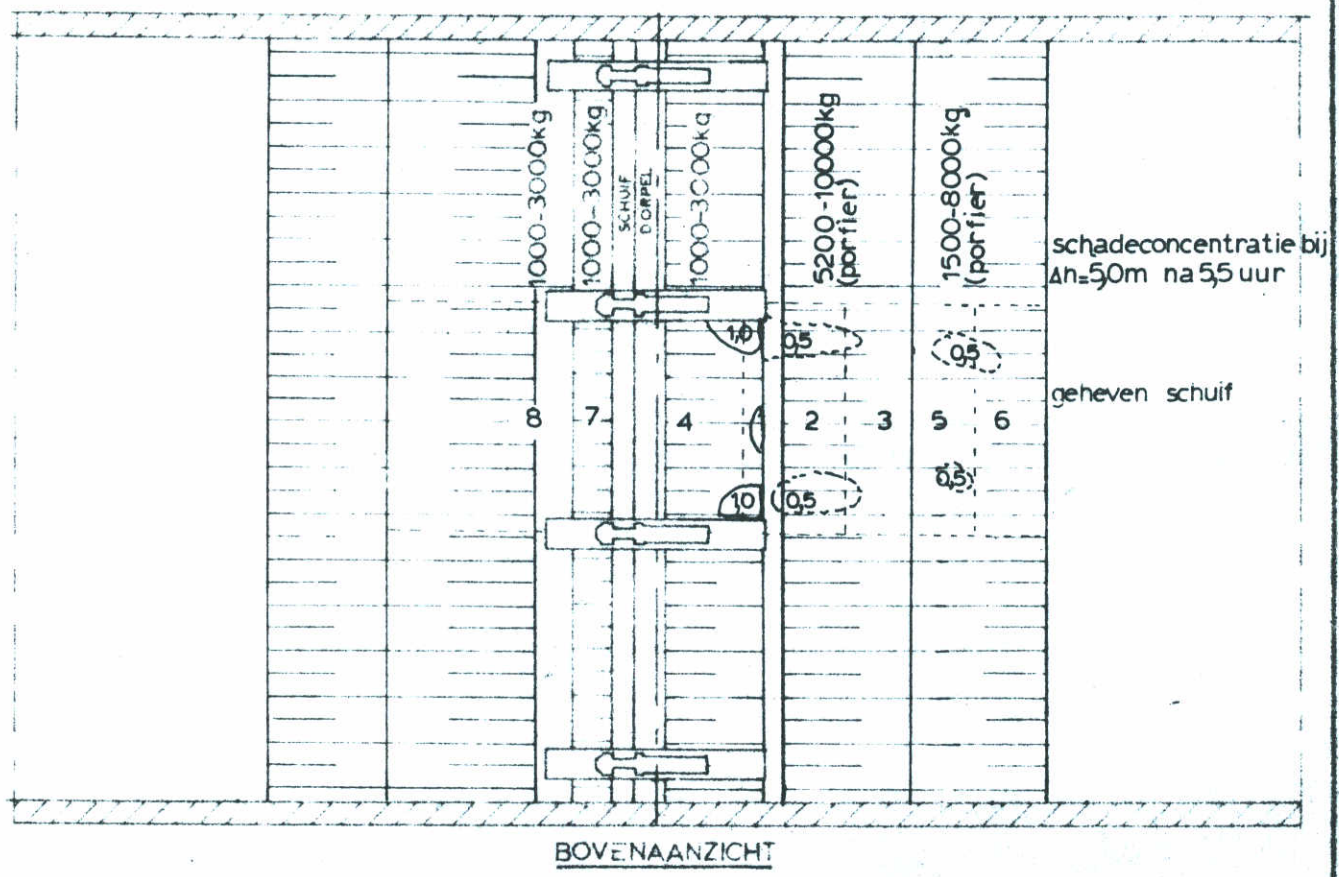 1000-3000kg
1000-3000kg
SCHUIF
DORPEL
1000-3000kg
5200-10000kg
(porfier)
1500-8000kg
(porfier)
schadeconcentratie bij
Δh=5,0m na 5,5 uur
1,0
0,5
0,5
geheven schuif
8 7 4 2 3 5 6
1,0
0,5
0,5
BOVENAANZICHT